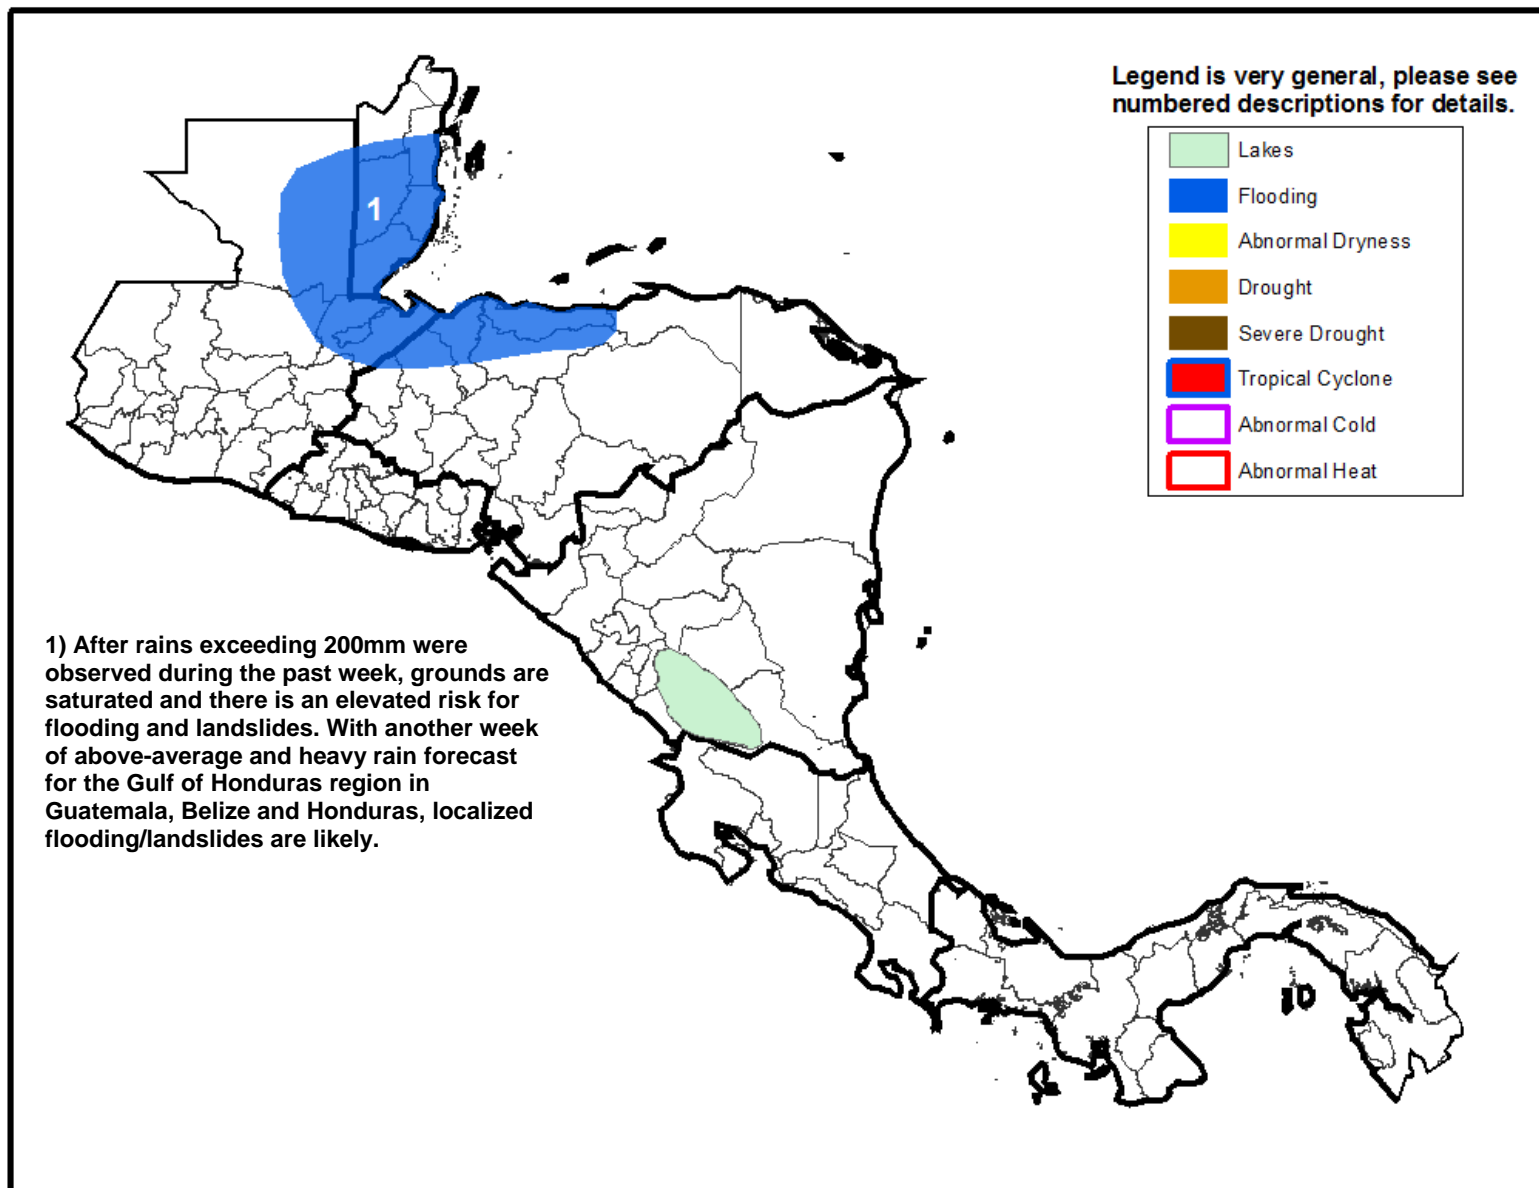 Legend is very general, please see
numbered descriptions for details.
Lakes
Flooding
Abnormal Dryness
Drought
Severe Drought
Tropical Cyclone
Abnormal Cold
Abnormal Heat
1
1) After rains exceeding 200mm were
observed during the past week, grounds are
saturated and there is an elevated risk for
flooding and landslides. With another week
of above-average and heavy rain forecast
for the Gulf of Honduras region in
Guatemala, Belize and Honduras, localized
flooding/landslides are likely.